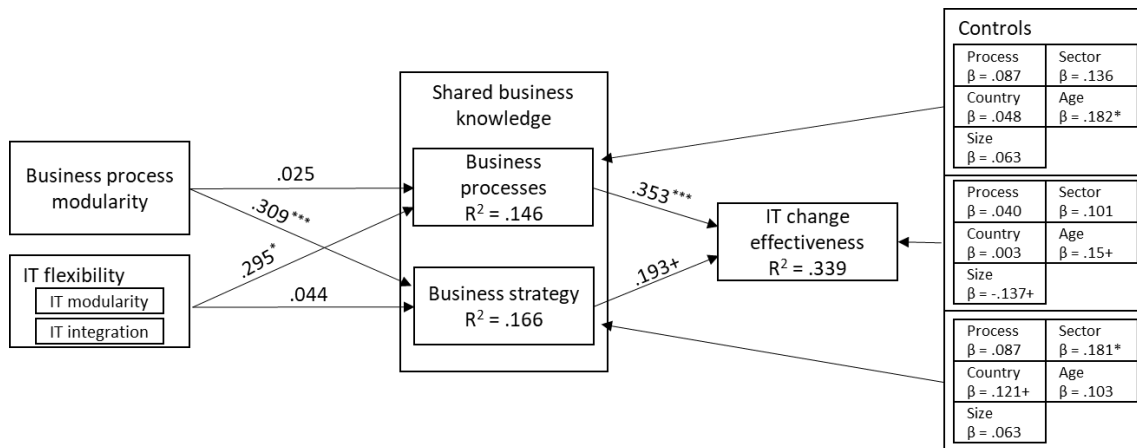 Business process
modularity
IT flexibility
IT modularity
IT integration
.025
.309***
.295*
.044
Shared business
knowledge
Business
processes
R² = .146
Business strategy
R² = .166
.353***
.193+
IT change
effectiveness
R² = .339
Controls
Process
β = .087
Sector
β = .136
Country
β = .048
Age
β = .182*
Size
β = .063
Process
β = .040
Sector
β = .101
Country
β = .003
Age
β = .15+
Size
β = -.137+
Process
β = .087
Sector
β = .181*
Country
β = .121+
Age
β = .103
Size
β = .063